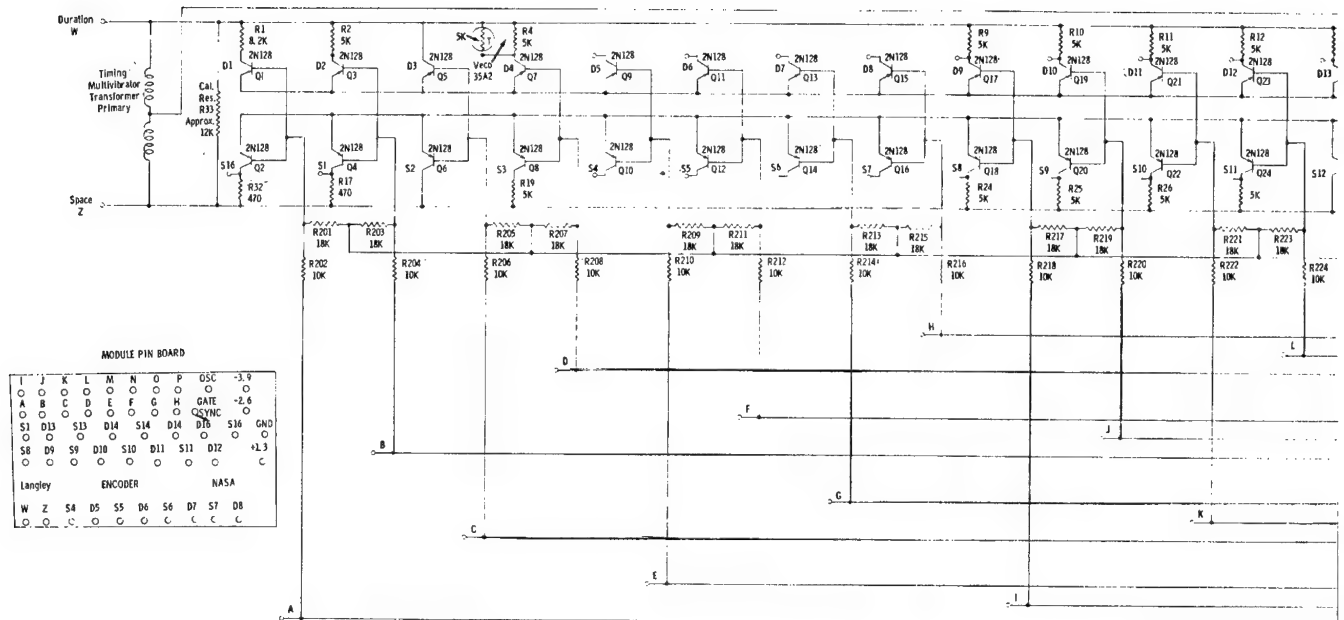 Duration
W
Timing
Multivibrator
Transformer
Primary
Space
Z
Cal.
Res.
R33
Approx.
12K
R1
8.2K
R2
5K
5K
T
Veco
35A2
R4
5K
R9
5K
R10
5K
R11
5K
R12
5K
D1
2N128
Q1
D2
2N128
Q3
D3
2N128
Q5
D4
2N128
Q7
D5
2N128
Q9
D6
2N128
Q11
D7
2N128
Q13
D8
2N128
Q15
D9
2N128
Q17
D10
2N128
Q19
D11
2N128
Q21
D12
2N128
Q23
D13
S16
2N128
Q2
S1
2N128
Q4
S2
2N128
Q6
S3
2N128
Q8
S4
2N128
Q10
S5
2N128
Q12
S6
2N128
Q14
S7
2N128
Q16
S8
2N128
Q18
S9
2N128
Q20
S10
2N128
Q22
S11
2N128
Q24
S12
R32
470
R17
470
R19
5K
R24
5K
R25
5K
R26
5K
5K
R201
18K
R203
18K
R205
18K
R207
18K
R209
18K
R211
18K
R213
18K
R215
18K
R217
18K
R219
18K
R221
18K
R223
18K
R202
10K
R204
10K
R206
10K
R208
10K
R210
10K
R212
10K
R214
10K
R216
10K
R218
10K
R220
10K
R222
10K
R224
10K
H
L
D
F
J
B
G
K
C
E
I
A
MODULE PIN BOARD
I J K L M N O P OSC -3.9
A B C D E F G H GATE -2.6
SYNC
S1 D13 S13 D14 S14 D14 D16 S16 GND
S8 D9 S9 D10 S10 D11 S11 D12 +1.3
Langley ENCODER NASA
W Z S4 D5 S5 D6 S6 D7 S7 D8